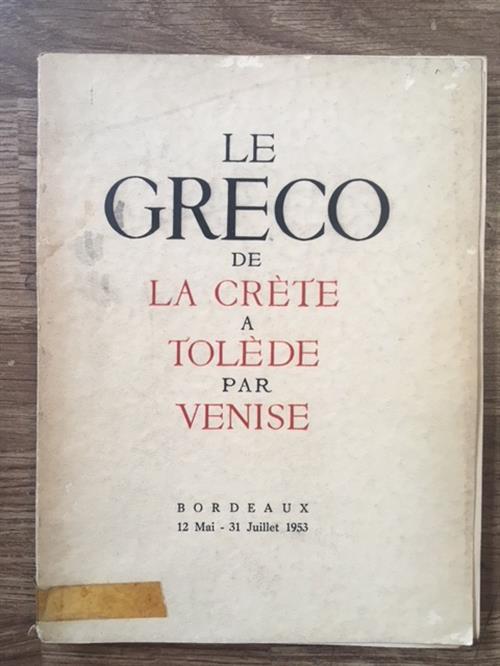 LE
GRECO
DE
LA CRÈTE
A
TOLÈDE
PAR
VENISE
BORDEAUX
12 Mai - 31 Juillet 1953